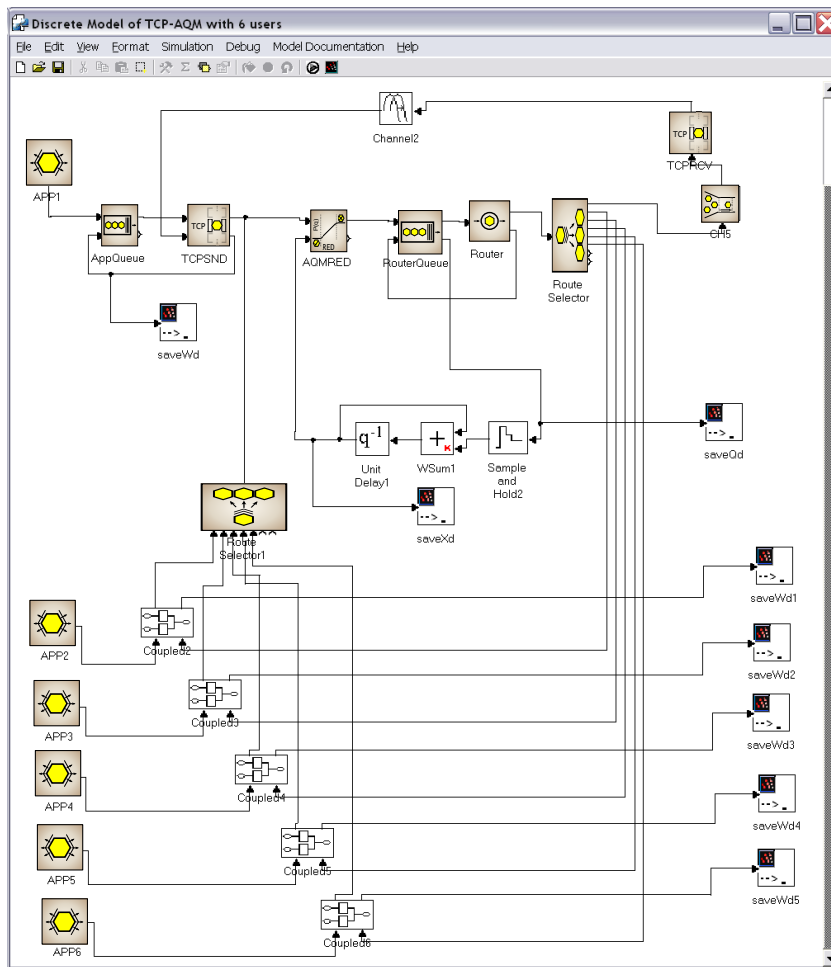 Discrete Model of TCP-AQM with 6 users
File Edit View Format Simulation Debug Model Documentation Help
Channel2
TCP
TCPRCV
APP1
CH5
TCP
P(q)
RED
AppQueue
TCPSND
AQMRED
RouterQueue
Router
Route
Selector
-->_
saveWd
q-1
+
K
Unit
Delay1
WSum1
Sample
and
Hold2
-->_
saveQd
-->_
saveXd
Route
Selector1
-->_
saveWd1
APP2
Coupled2
-->_
saveWd2
APP3
Coupled3
-->_
saveWd3
APP4
Coupled4
-->_
saveWd4
APP5
Coupled5
-->_
saveWd5
APP6
Coupled6